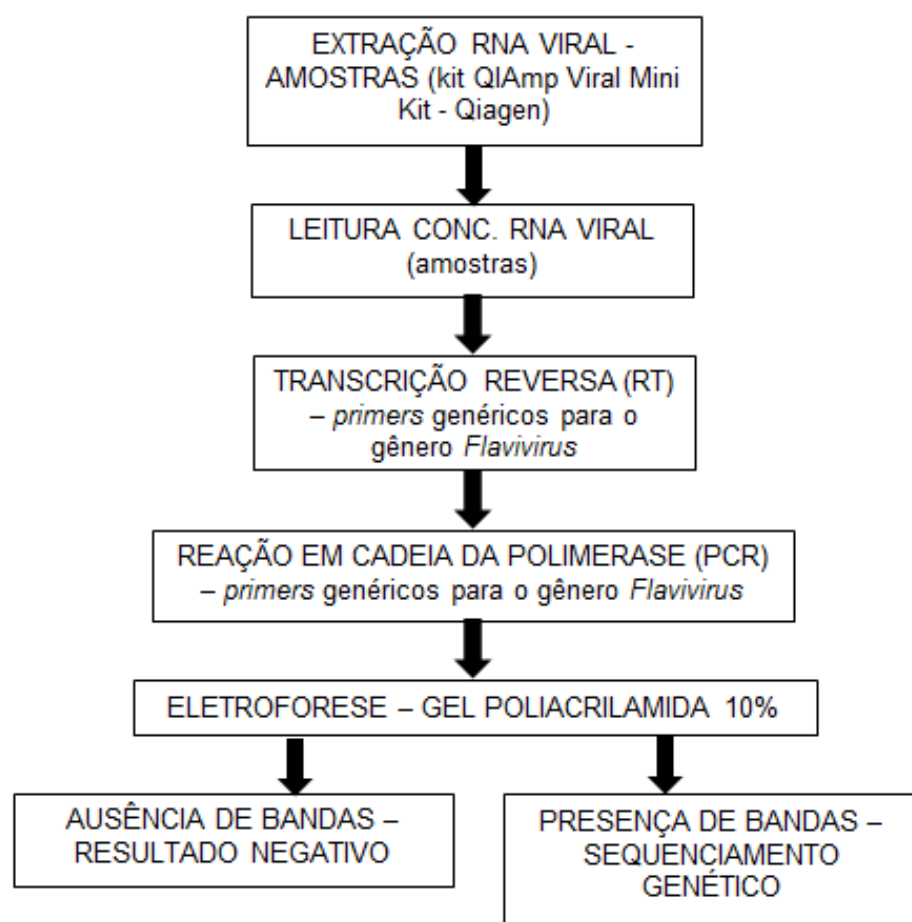 EXTRAÇÃO RNA VIRAL -
AMOSTRAS (kit QIAmp Viral Mini
Kit - Qiagen)
LEITURA CONC. RNA VIRAL
(amostras)
TRANSCRIÇÃO REVERSA (RT)
– primers genéricos para o
gênero Flavivirus
REAÇÃO EM CADEIA DA POLIMERASE (PCR)
– primers genéricos para o gênero Flavivirus
ELETROFORESE – GEL POLIACRILAMIDA 10%
AUSÊNCIA DE BANDAS –
RESULTADO NEGATIVO
PRESENÇA DE BANDAS –
SEQUENCIAMENTO
GENÉTICO